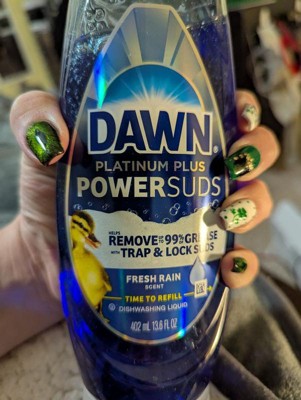 DAWN
PLATINUM PLUS
POWERSUDS
HELPS
REMOVE UP TO 99% GREASE
WITH TRAP & LOCK SUDS
FRESH RAIN
SCENT
TIME TO REFILL
DISHWASHING LIQUID
402 mL 13.6 FL OZ